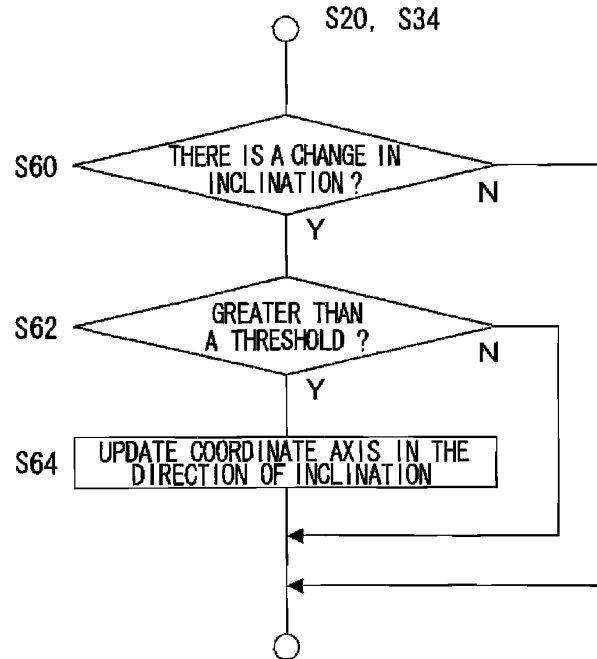 S20, S34
S60
THERE IS A CHANGE IN
INCLINATION ?
N
Y
S62
GREATER THAN
A THRESHOLD ?
N
Y
S64
UPDATE COORDINATE AXIS IN THE
DIRECTION OF INCLINATION